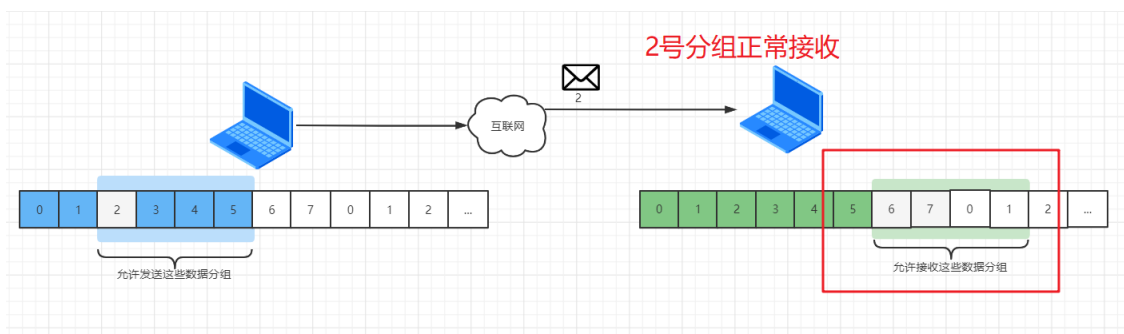 2号分组正常接收
2
互联网
0 1 2 3 4 5 6 7 0 1 2 ...
0 1 2 3 4 5 6 7 0 1 2 ...
允许发送这些数据分组
允许接收这些数据分组